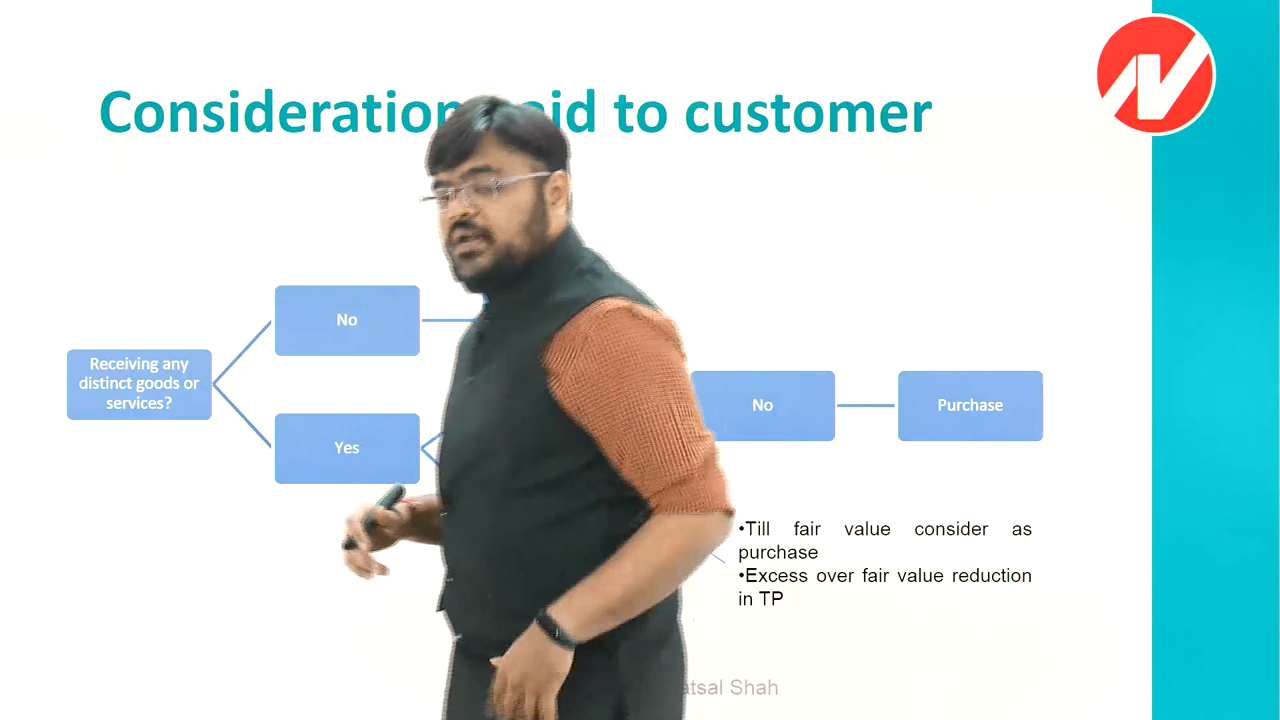 Consideration aid to customer
No
Receiving any
distinct goods or
services?
No
Purchase
Yes
•Till fair value consider as
purchase
•Excess over fair value reduction
in TP
atsal Shah